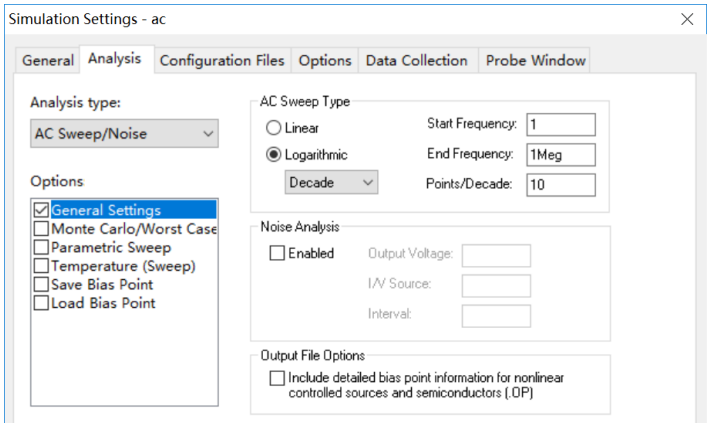 Simulation Settings - ac
General Analysis Configuration Files Options Data Collection Probe Window
Analysis type:
AC Sweep/Noise
Options
General Settings
Monte Carlo/Worst Case
Parametric Sweep
Temperature (Sweep)
Save Bias Point
Load Bias Point
AC Sweep Type
Linear
Logarithmic
Decade
Start Frequency: 1
End Frequency: 1Meg
Points/Decade: 10
Noise Analysis
Enabled
Output Voltage:
I/V Source:
Interval:
Output File Options
Include detailed bias point information for nonlinear
controlled sources and semiconductors (.OP)